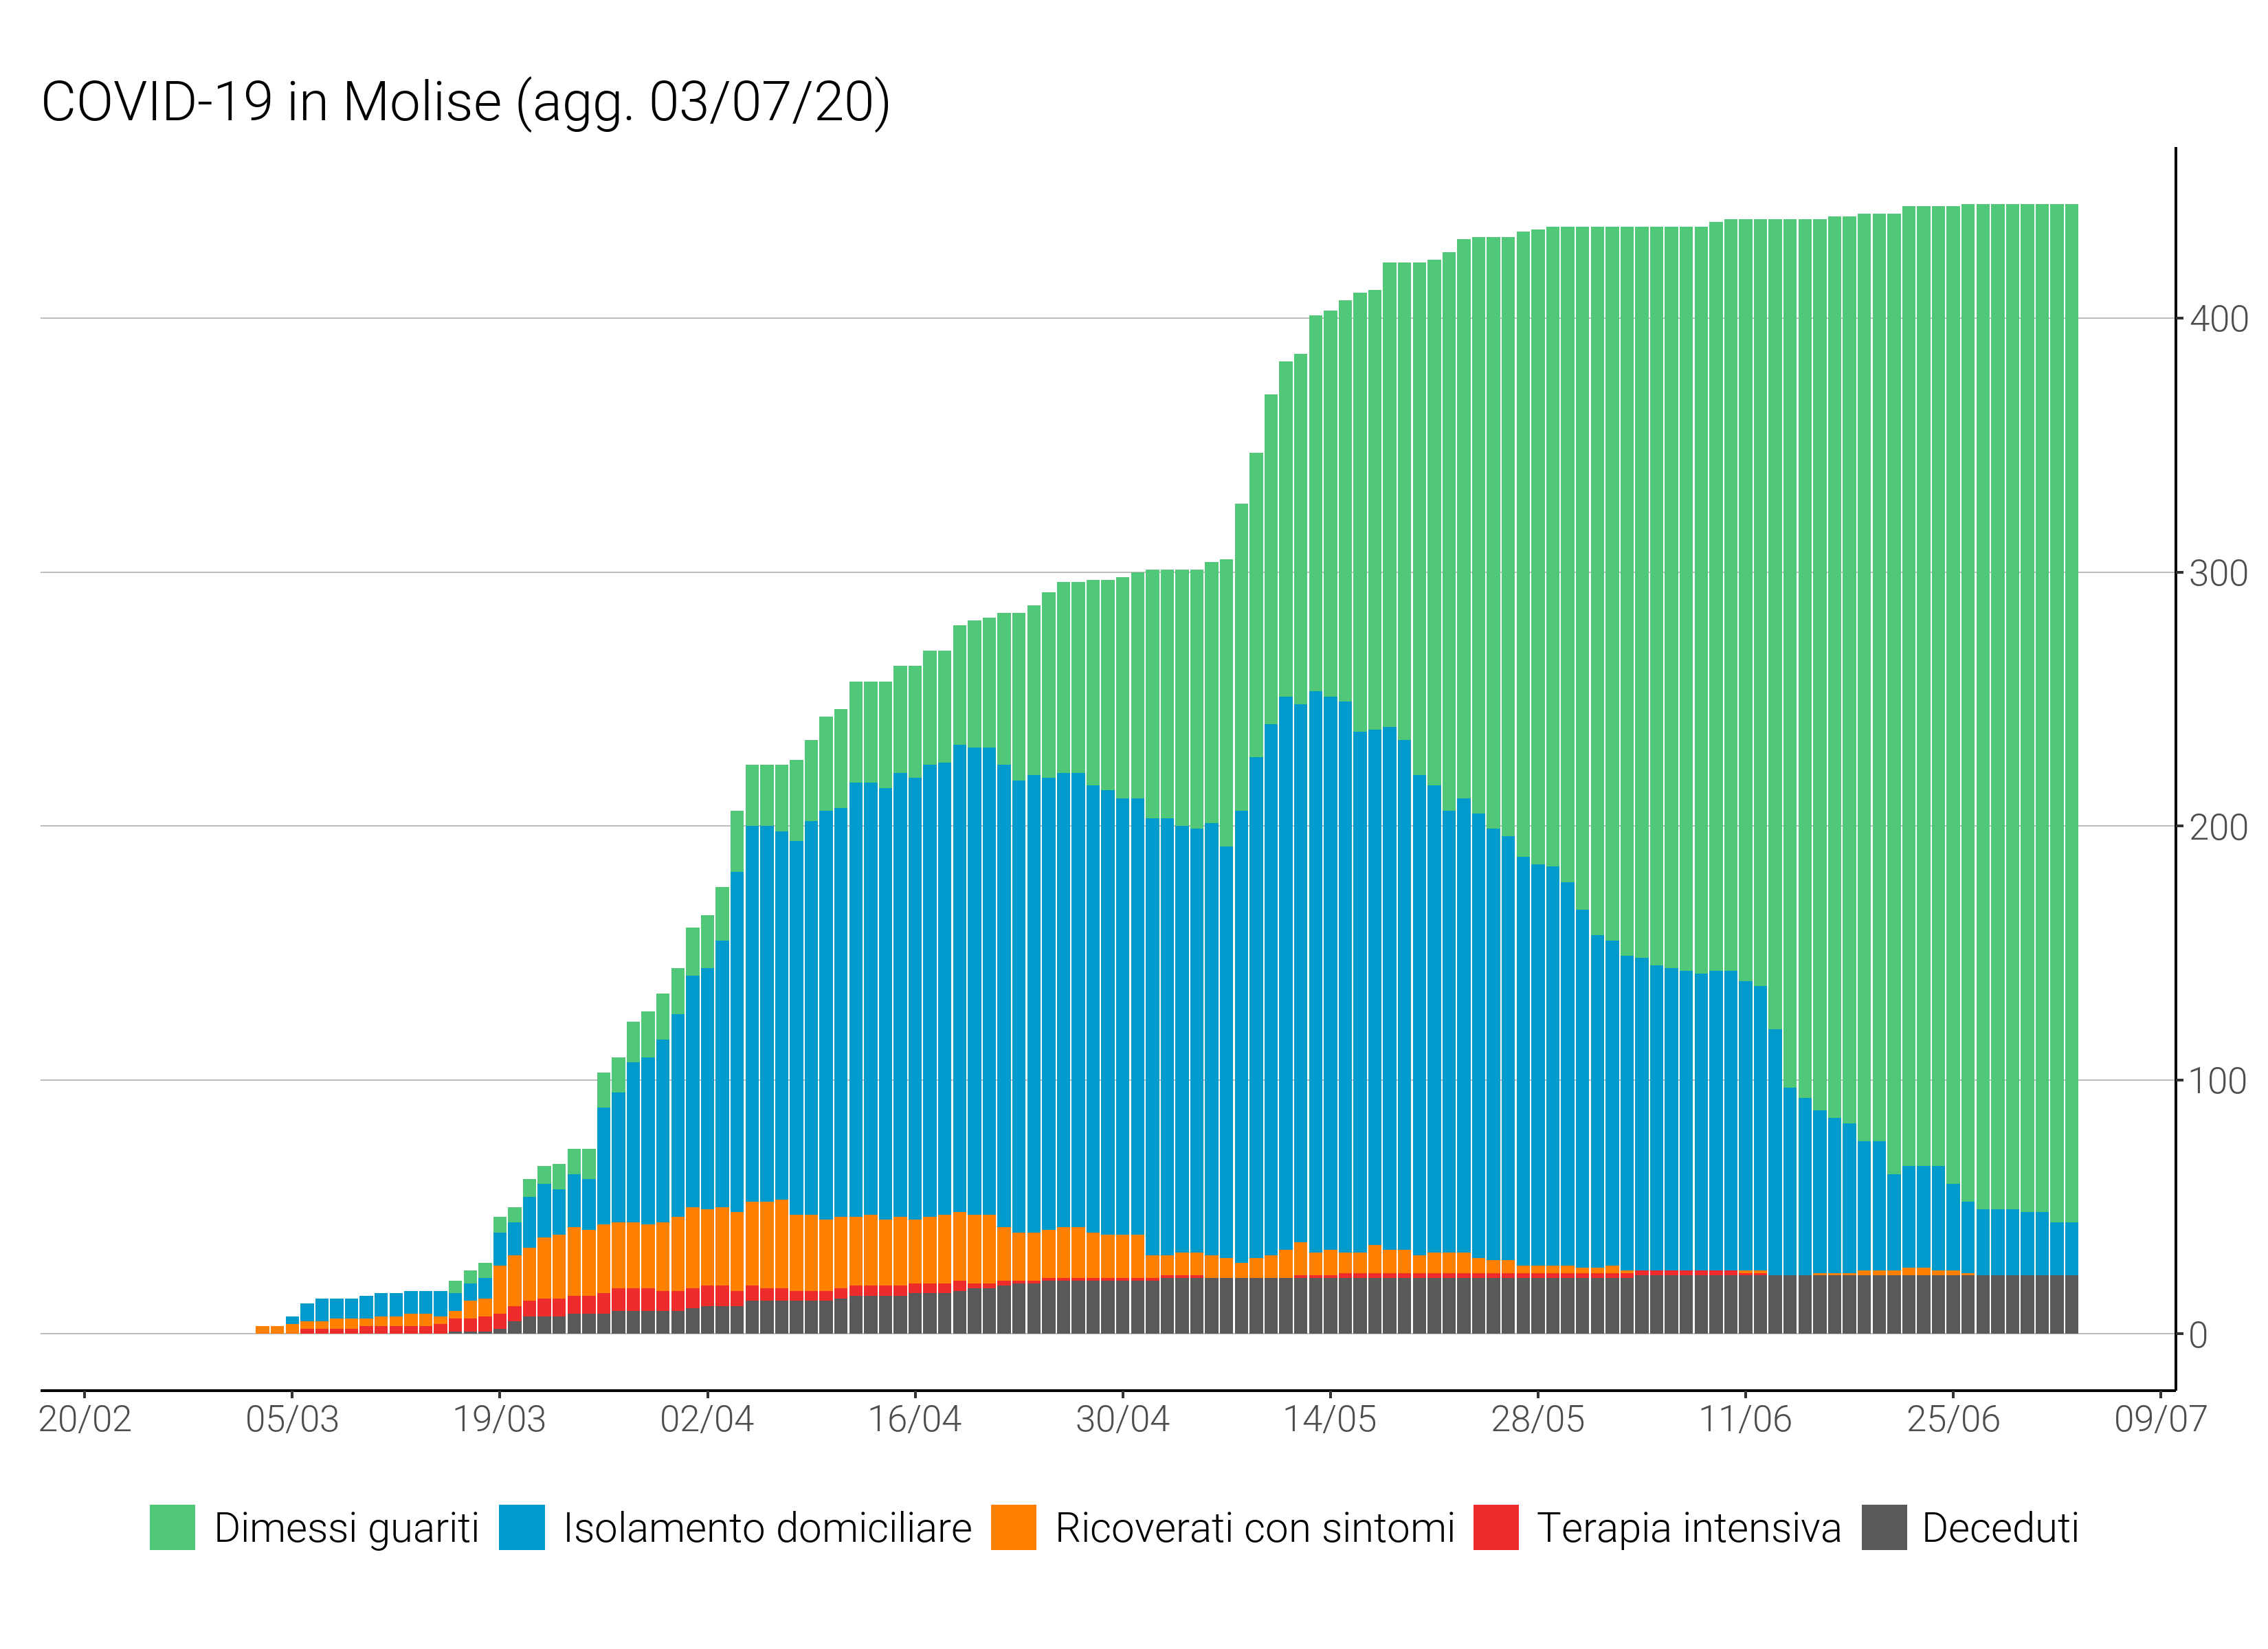 COVID-19 in Molise (agg. 03/07/20)
400
300
200
100
0
20/02 05/03 19/03 02/04 16/04 30/04 14/05 28/05 11/06 25/06 09/07
Dimessi guariti Isolamento domiciliare Ricoverati con sintomi Terapia intensiva Deceduti